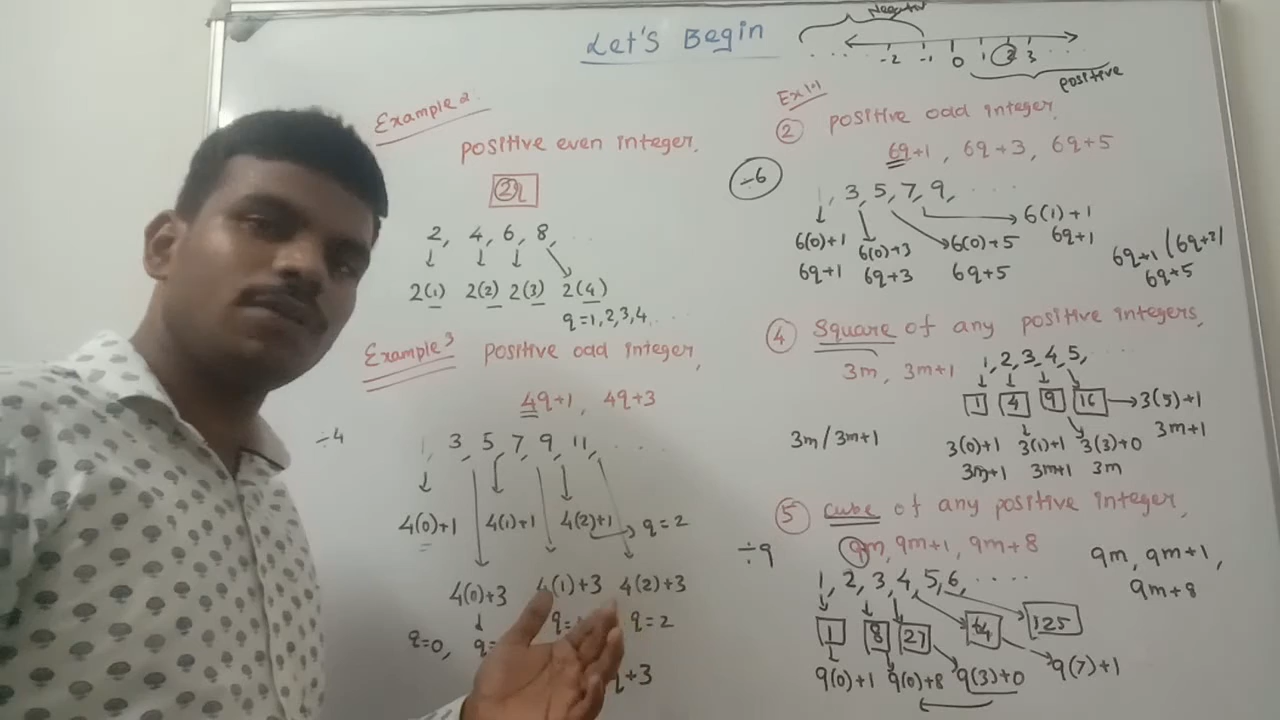 Let's Begin
Negative
-2 -1 0 1 2 3
positive
Example 2.
positive even integer,
2q
2, 4, 6, 8, ...
2(1) 2(2) 2(3) 2(4)
q=1,2,3,4, ...
Example 3 positive odd integer,
4q+1, 4q+3
÷4
1, 3, 5, 7, 9, 11, ...
4(0)+1 4(1)+1 4(2)+1 → q=2
4(0)+3 4(1)+3 4(2)+3
q=0, q=2
Ex 1.1
② positive odd integer,
6q+1, 6q+3, 6q+5
÷6
1, 3, 5, 7, 9, ...
6(0)+1 6(0)+3 6(0)+5 6(1)+1
6q+1 6q+3 6q+5 6q+1
6q+1 (6q+3)
6q+5
④ Square of any positive integers,
3m, 3m+1
1, 2, 3, 4, 5, ...
1 4 9 16 → 3(5)+1
3m+1
3m/3m+1
3(0)+1 3(1)+1 3(3)+0
3m+1 3m+1 3m
⑤ cube of any positive integer,
9m, 9m+1, 9m+8
÷9
1, 2, 3, 4, 5, 6, ....
9m, 9m+1,
9m+8
1 8 27 64 125
9(0)+1 9(0)+8 9(3)+0 9(7)+1